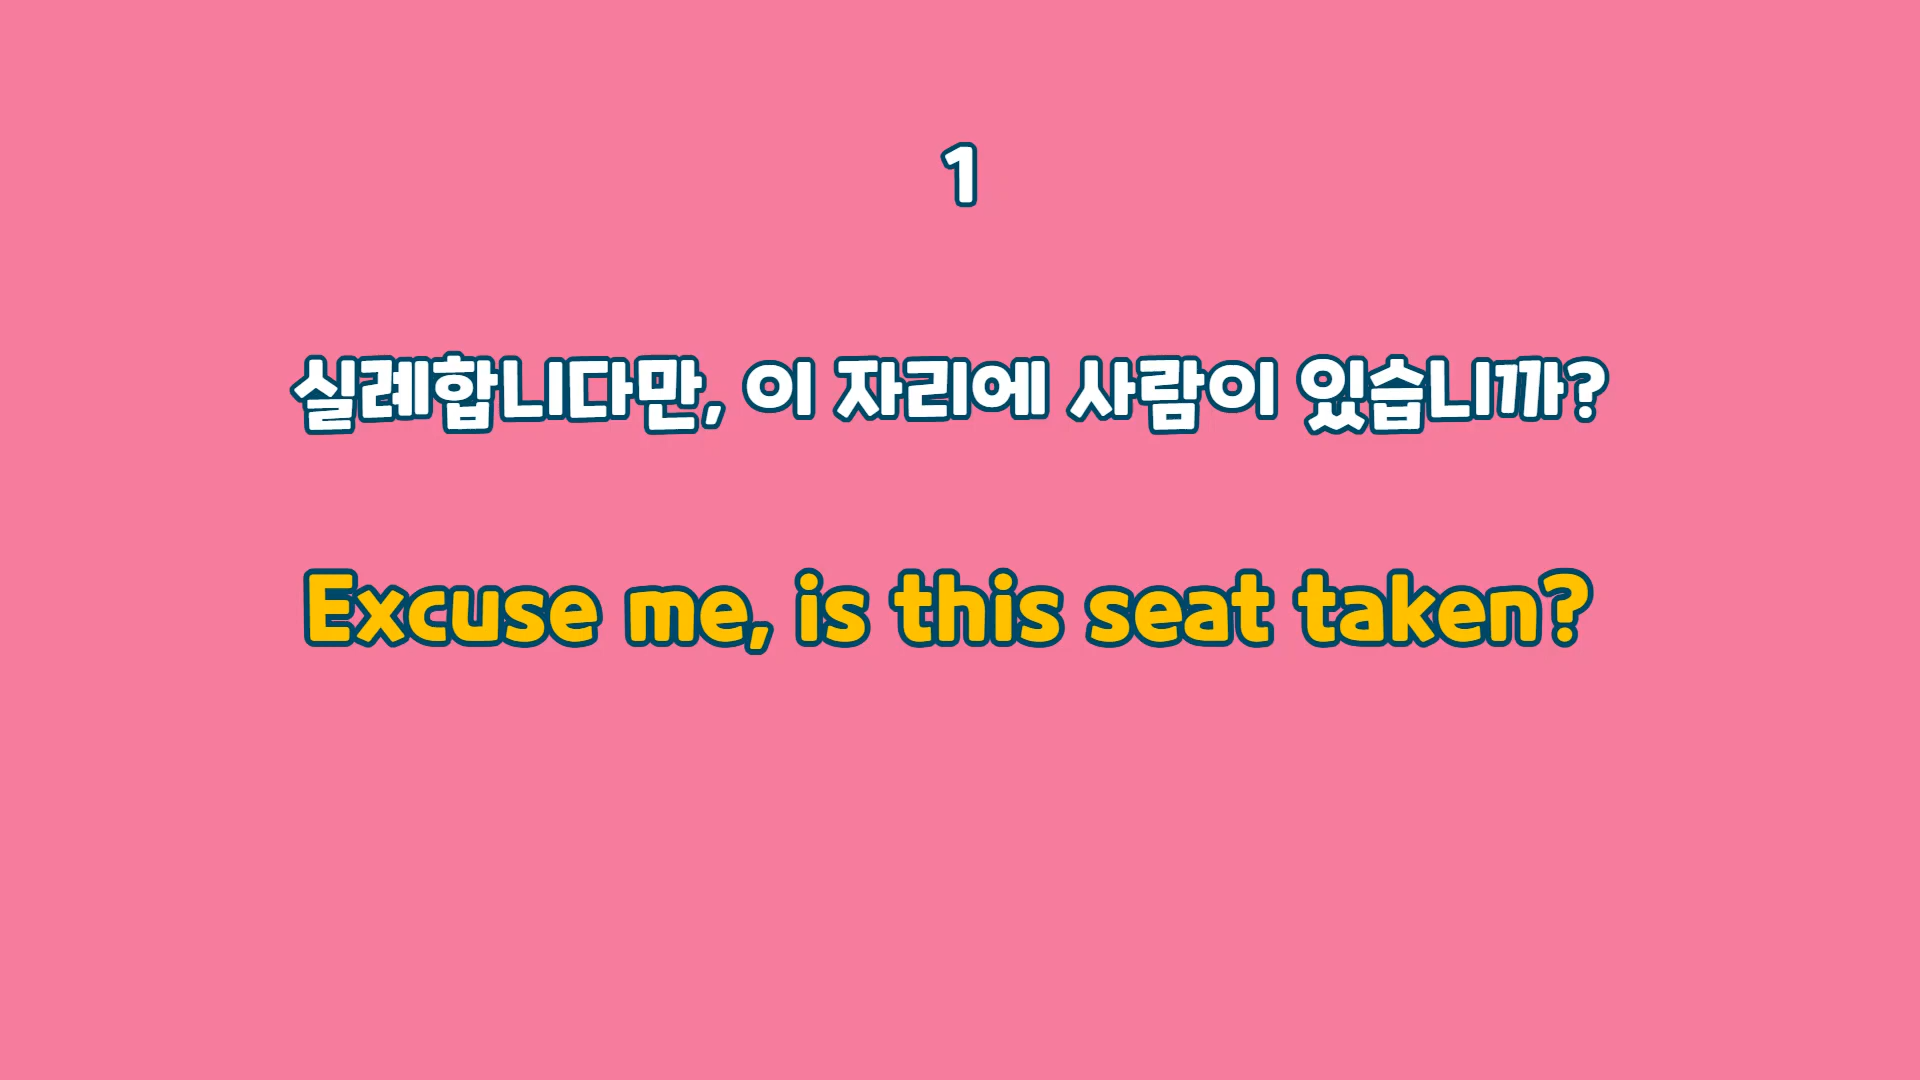 1
실례합니다만, 이 자리에 사람이 있습니까?
Excuse me, is this seat taken?